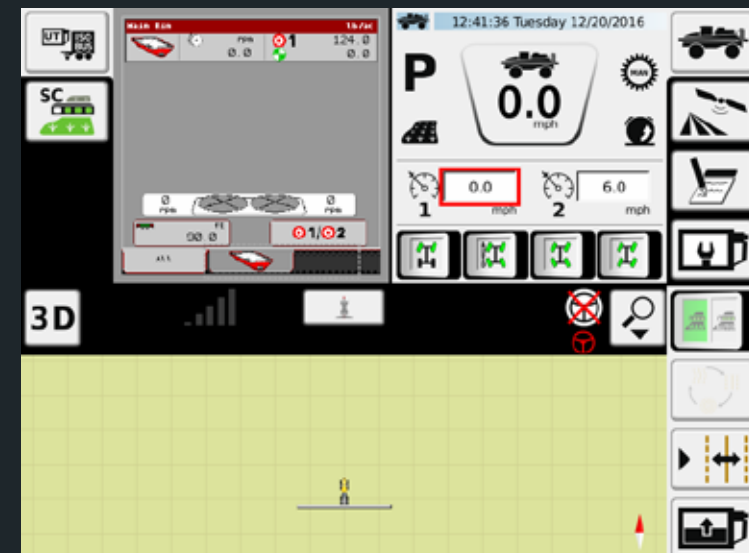 UT ISO BUS
SC
Main Bin lb/ac
rpm 1 124.0
0.0 0.0
0 rpm 0 rpm
ft
90.0
1/2
All
12:41:36 Tuesday 12/20/2016
P
MAN
0.0
mph
0.0 6.0
1 mph 2 mph
3D